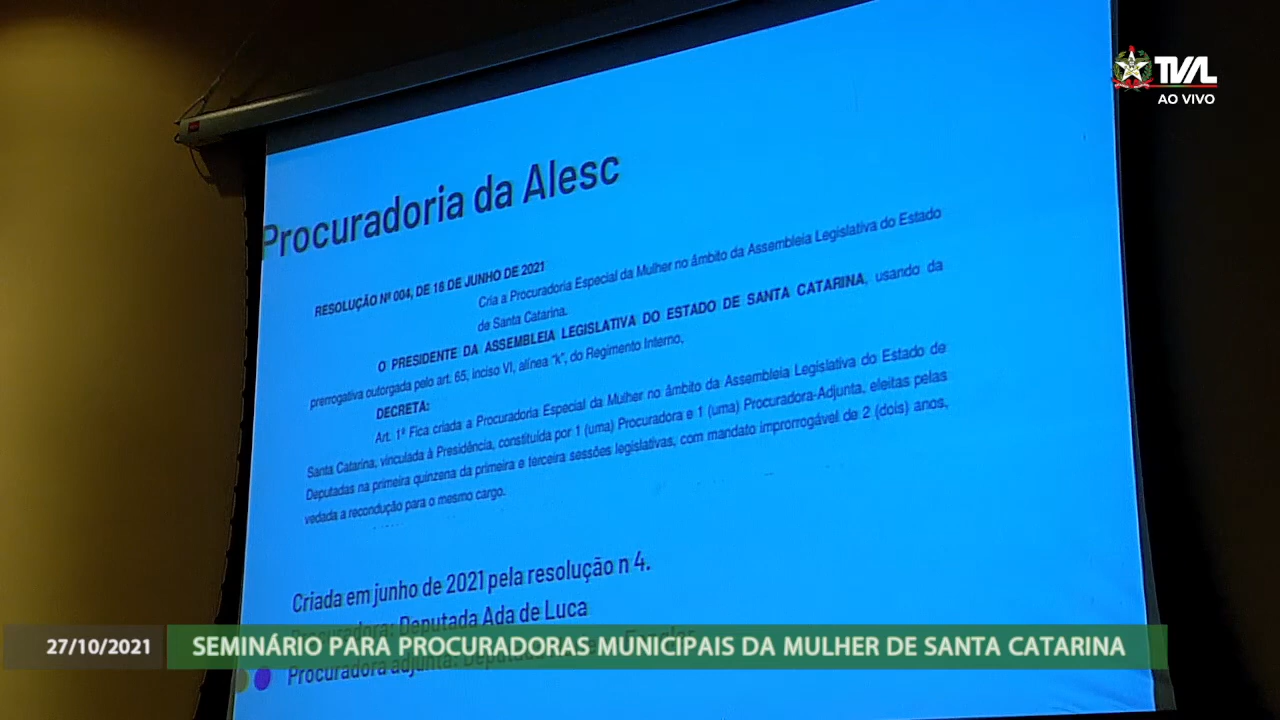 TVAL
AO VIVO
Procuradoria da Alesc
RESOLUÇÃO Nº 004, DE 16 DE JUNHO DE 2021
Cria a Procuradoria Especial da Mulher no âmbito da Assembleia Legislativa do Estado
de Santa Catarina.
O PRESIDENTE DA ASSEMBLEIA LEGISLATIVA DO ESTADO DE SANTA CATARINA, usando da
prerrogativa outorgada pelo art. 65, inciso VI, alínea "k", do Regimento Interno,
DECRETA:
Art. 1º Fica criada a Procuradoria Especial da Mulher no âmbito da Assembleia Legislativa do Estado de
Santa Catarina, vinculada à Presidência, constituída por 1 (uma) Procuradora e 1 (uma) Procuradora-Adjunta, eleitas pelas
Deputadas na primeira quinzena da primeira e terceira sessões legislativas, com mandato improrrogável de 2 (dois) anos,
vedada a recondução para o mesmo cargo.
Criada em junho de 2021 pela resolução n 4.
Procuradora: Deputada Ada de Luca
Procuradora adjunta:
27/10/2021
SEMINÁRIO PARA PROCURADORAS MUNICIPAIS DA MULHER DE SANTA CATARINA